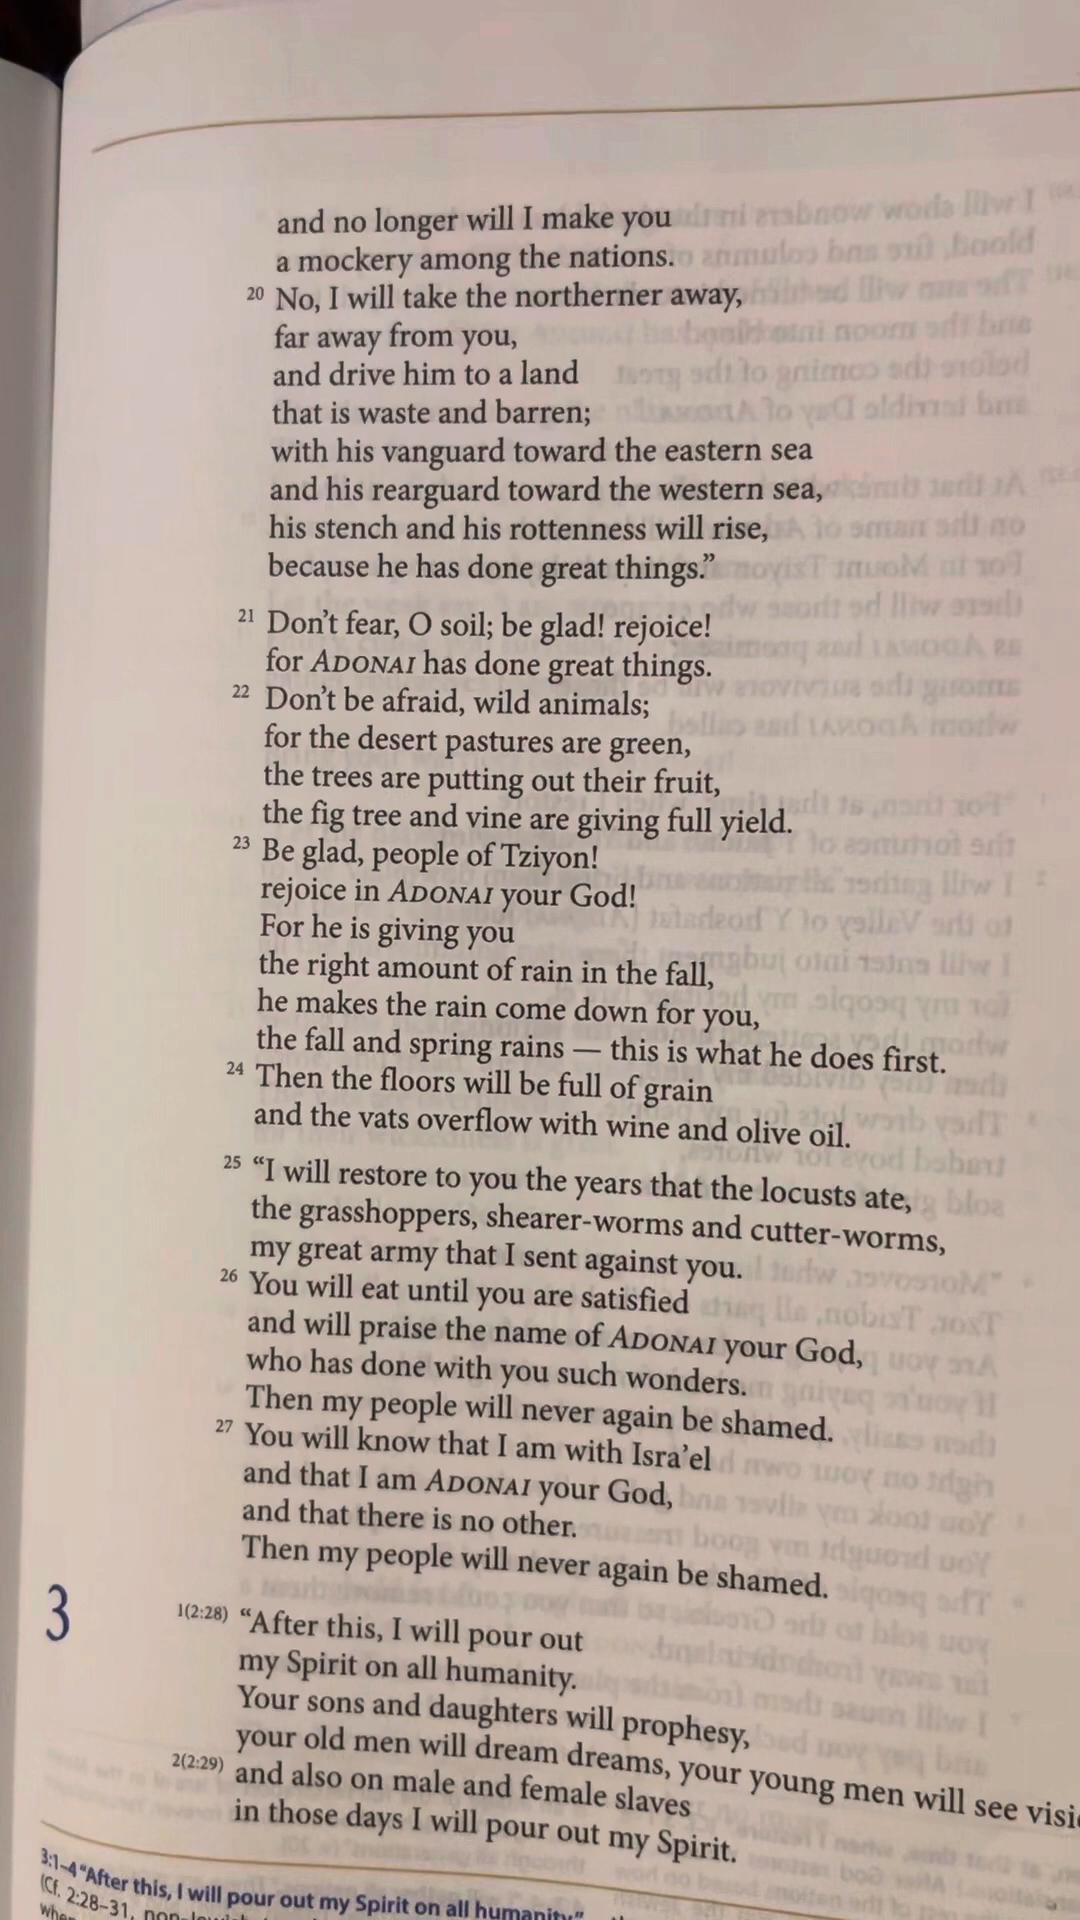 and no longer will I make you
a mockery among the nations.
20 No, I will take the northerner away,
far away from you,
and drive him to a land
that is waste and barren;
with his vanguard toward the eastern sea
and his rearguard toward the western sea,
his stench and his rottenness will rise,
because he has done great things.”
21 Don’t fear, O soil; be glad! rejoice!
for ADONAI has done great things.
22 Don’t be afraid, wild animals;
for the desert pastures are green,
the trees are putting out their fruit,
the fig tree and vine are giving full yield.
23 Be glad, people of Tziyon!
rejoice in ADONAI your God!
For he is giving you
the right amount of rain in the fall,
he makes the rain come down for you,
the fall and spring rains — this is what he does first.
24 Then the floors will be full of grain
and the vats overflow with wine and olive oil.
25 “I will restore to you the years that the locusts ate,
the grasshoppers, shearer-worms and cutter-worms,
my great army that I sent against you.
26 You will eat until you are satisfied
and will praise the name of ADONAI your God,
who has done with you such wonders.
Then my people will never again be shamed.
27 You will know that I am with Isra’el
and that I am ADONAI your God,
and that there is no other.
Then my people will never again be shamed.
3 1(2:28) “After this, I will pour out
my Spirit on all humanity.
Your sons and daughters will prophesy,
your old men will dream dreams, your young men will see
2(2:29) and also on male and female slaves
in those days I will pour out my Spirit.
3:1–4 “After this, I will pour out my Spirit on all humanity”
(Cf. 2:28–31,